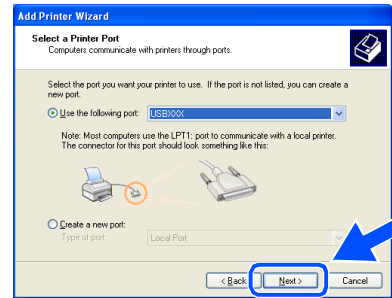 Add Printer Wizard
Select a Printer Port
Computers communicate with printers through ports.
Select the port you want your printer to use. If the port is not listed, you can create a
new port.
Use the following port: USBXXX
Note: Most computers use the LPT1: port to communicate with a local printer.
The connector for this port should look something like this:
Create a new port:
Type of port: Local Port
< Back Next > Cancel